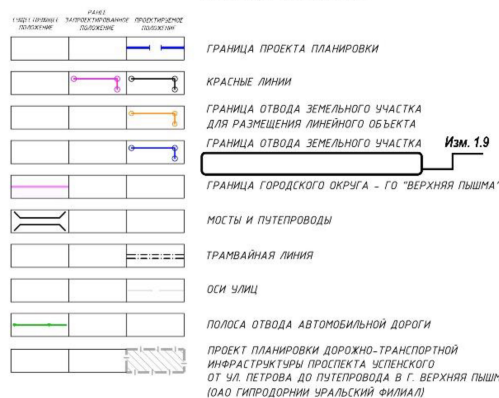 РАНЕЕ
СУЩЕСТВУЮЩЕЕ ЗАПРОЕКТИРОВАННОЕ ПРОЕКТИРУЕМОЕ
ПОЛОЖЕНИЕ ПОЛОЖЕНИЕ ПОЛОЖЕНИЕ
ГРАНИЦА ПРОЕКТА ПЛАНИРОВКИ
КРАСНЫЕ ЛИНИИ
ГРАНИЦА ОТВОДА ЗЕМЕЛЬНОГО УЧАСТКА
ДЛЯ РАЗМЕЩЕНИЯ ЛИНЕЙНОГО ОБЪЕКТА
ГРАНИЦА ОТВОДА ЗЕМЕЛЬНОГО УЧАСТКА Изм. 1.9
ГРАНИЦА ГОРОДСКОГО ОКРУГА - ГО "ВЕРХНЯЯ ПЫШМА"
МОСТЫ И ПУТЕПРОВОДЫ
ТРАМВАЙНАЯ ЛИНИЯ
ОСИ УЛИЦ
ПОЛОСА ОТВОДА АВТОМОБИЛЬНОЙ ДОРОГИ
ПРОЕКТ ПЛАНИРОВКИ ДОРОЖНО-ТРАНСПОРТНОЙ
ИНФРАСТРУКТУРЫ ПРОСПЕКТА УСПЕНСКОГО
ОТ УЛ. ПЕТРОВА ДО ПУТЕПРОВОДА В Г. ВЕРХНЯЯ ПЫШМ
(ОАО ГИПРОДОРНИИ УРАЛЬСКИЙ ФИЛИАЛ)